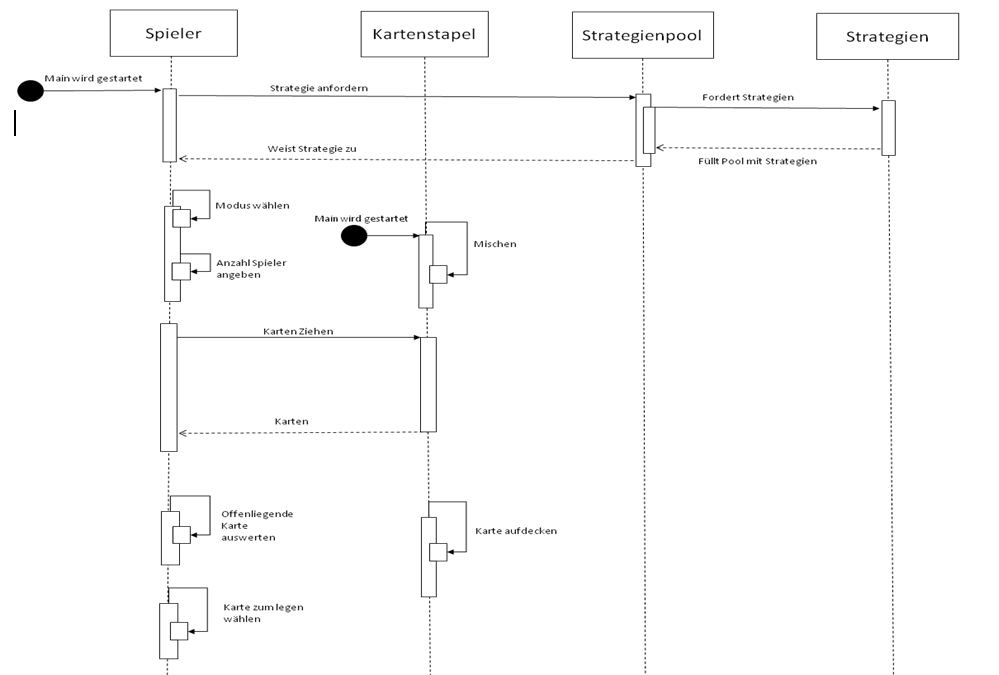 Spieler
Kartenstapel
Strategienpool
Strategien
Main wird gestartet
Strategie anfordern
Fordert Strategien
Weist Strategie zu
Füllt Pool mit Strategien
Modus wählen
Main wird gestartet
Mischen
Anzahl Spieler
angeben
Karten Ziehen
Karten
Offenliegende
Karte
auswerten
Karte aufdecken
Karte zum legen
wählen